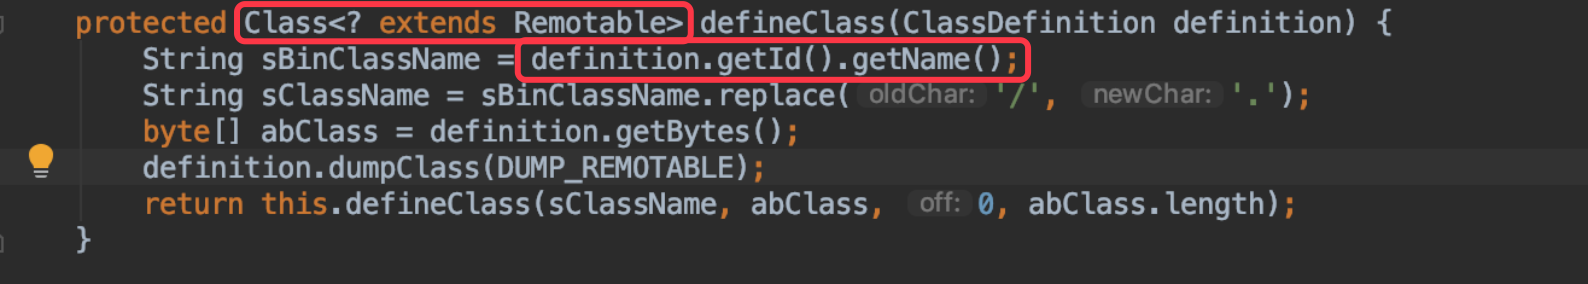 protected Class<? extends Remotable> defineClass(ClassDefinition definition) {
String sBinClassName = definition.getId().getName();
String sClassName = sBinClassName.replace( oldChar: '/', newChar: '.');
byte[] abClass = definition.getBytes();
definition.dumpClass(DUMP_REMOTABLE);
return this.defineClass(sClassName, abClass, off: 0, abClass.length);
}